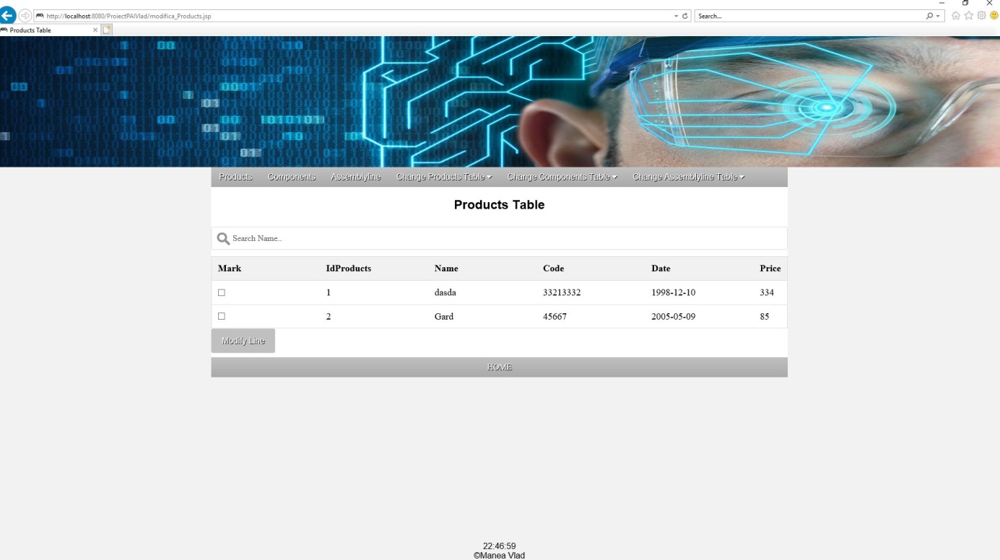 http://localhost:8080/ProiectPAIVlad/modifica_Products.jsp
Search...
Products Table
Products Components Assemblyline Change Products Table Change Components Table Change Assemblyline Table
Products Table
Search Name..
Mark IdProducts Name Code Date Price
1 dasda 33213332 1998-12-10 334
2 Gard 45667 2005-05-09 85
Modify Line
HOME
22:46:59
©Manea Vlad